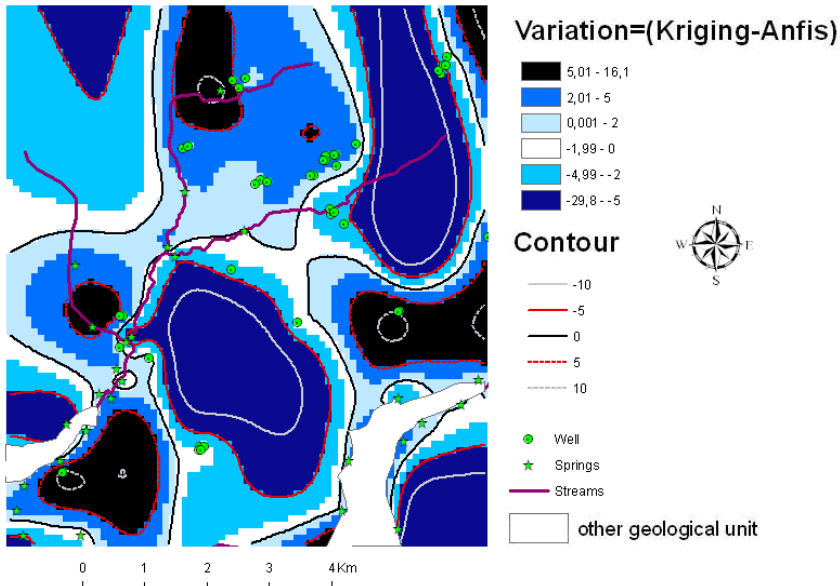 Variation=(Kriging-Anfis)
5,01 - 16,1
2,01 - 5
0,001 - 2
-1,99 - 0
-4,99 - -2
-29,8 - -5
N
W E
S
Contour
-10
-5
0
5
10
Well
Springs
Streams
other geological unit
0 1 2 3 4 Km